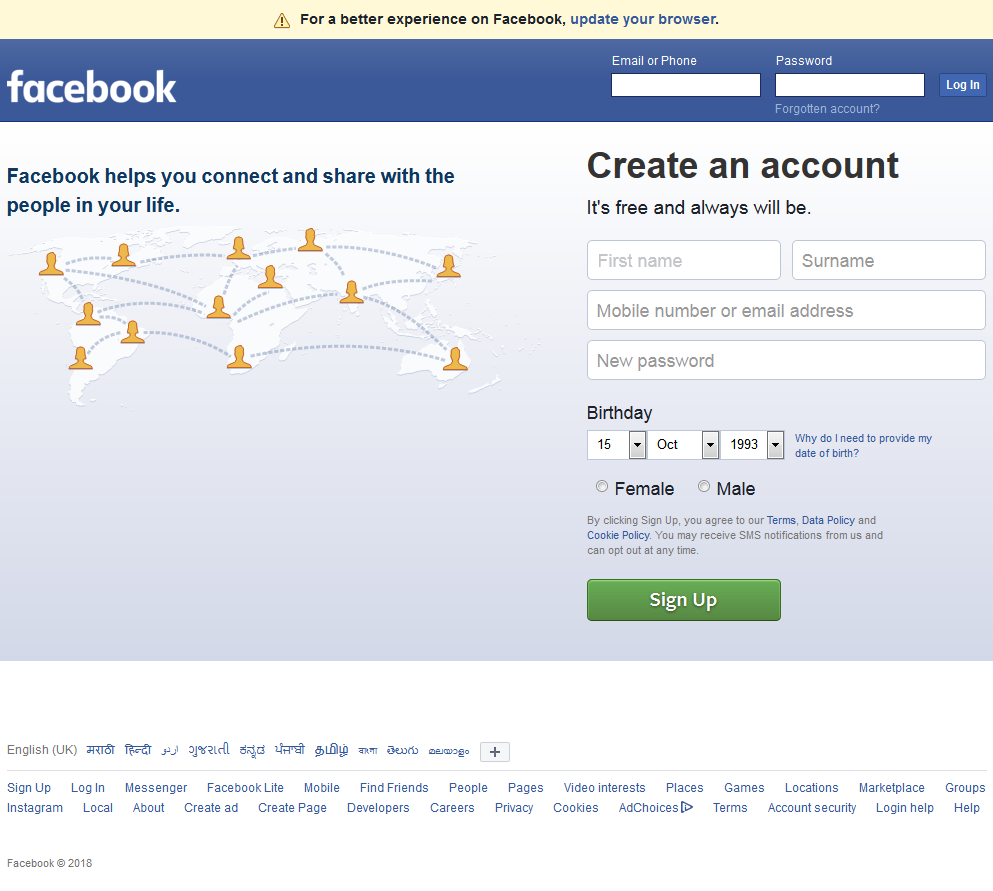 For a better experience on Facebook, update your browser.
facebook
Email or Phone
Password
Log In
Forgotten account?
Facebook helps you connect and share with the
people in your life.
Create an account
It's free and always will be.
First name
Surname
Mobile number or email address
New password
Birthday
15 Oct 1993
Why do I need to provide my
date of birth?
Female Male
By clicking Sign Up, you agree to our Terms, Data Policy and
Cookie Policy. You may receive SMS notifications from us and
can opt out at any time.
Sign Up
English (UK) मराठी हिन्दी اردو ગુજરાતી ಕನ್ನಡ ਪੰਜਾਬੀ தமிழ் বাংলা తెలుగు മലയാളം +
Sign Up Log In Messenger Facebook Lite Mobile Find Friends People Pages Video interests Places Games Locations Marketplace Groups
Instagram Local About Create ad Create Page Developers Careers Privacy Cookies AdChoices Terms Account security Login help Help
Facebook © 2018